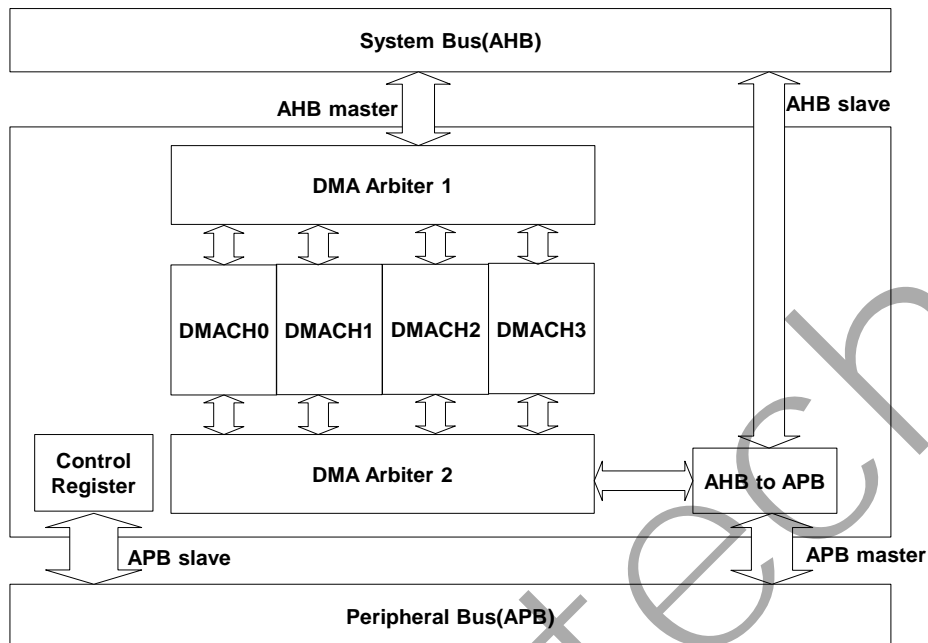 System Bus(AHB)
AHB master
AHB slave
DMA Arbiter 1
DMACH0
DMACH1
DMACH2
DMACH3
Control
Register
DMA Arbiter 2
AHB to APB
APB slave
APB master
Peripheral Bus(APB)
tech